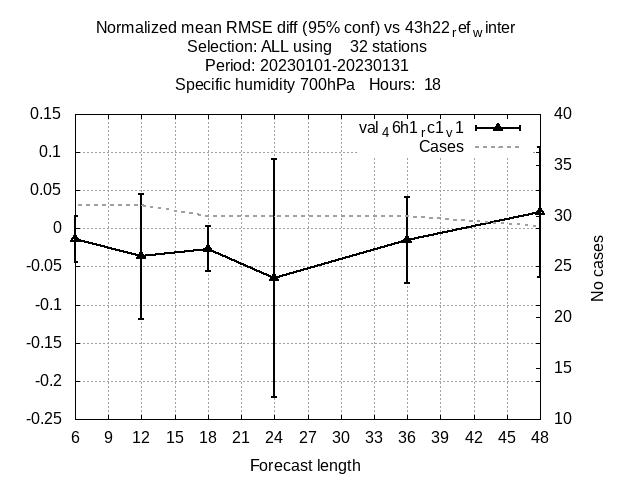 Normalized mean RMSE diff (95% conf) vs 43h22refwinter
Selection: ALL using 32 stations
Period: 20230101-20230131
Specific humidity 700hPa Hours: 18
val46h1rc1v1
Cases
0.15
0.1
0.05
0
-0.05
-0.1
-0.15
-0.2
-0.25
40
35
30
25
20
15
10
No cases
6 9 12 15 18 21 24 27 30 33 36 39 42 45 48
Forecast length